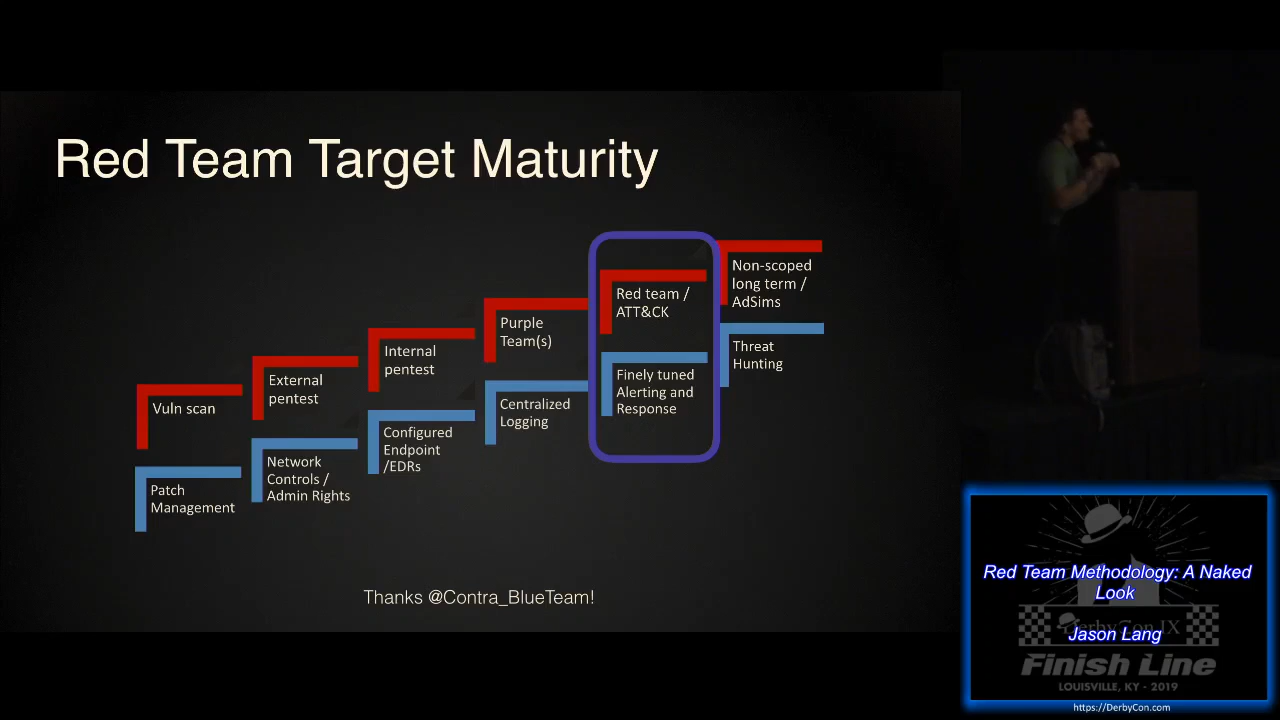 Red Team Target Maturity
Vuln scan
External
pentest
Internal
pentest
Purple
Team(s)
Red team /
ATT&CK
Non-scoped
long term /
AdSims
Patch
Management
Network
Controls /
Admin Rights
Configured
Endpoint
/EDRs
Centralized
Logging
Finely tuned
Alerting and
Response
Threat
Hunting
Thanks @Contra_BlueTeam!
Red Team Methodology: A Naked
Look
DerbyCon IX
Jason Lang
Finish Line
LOUISVILLE, KY - 2019
https://DerbyCon.com